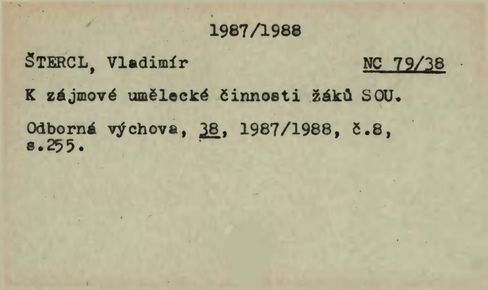 1987/1988
ŠTERCL, Vladimír NC 79/38
K zájmové umělecké činnosti žáků SOU.
Odborná výchova, 38, 1987/1988, č.8,
s.255.